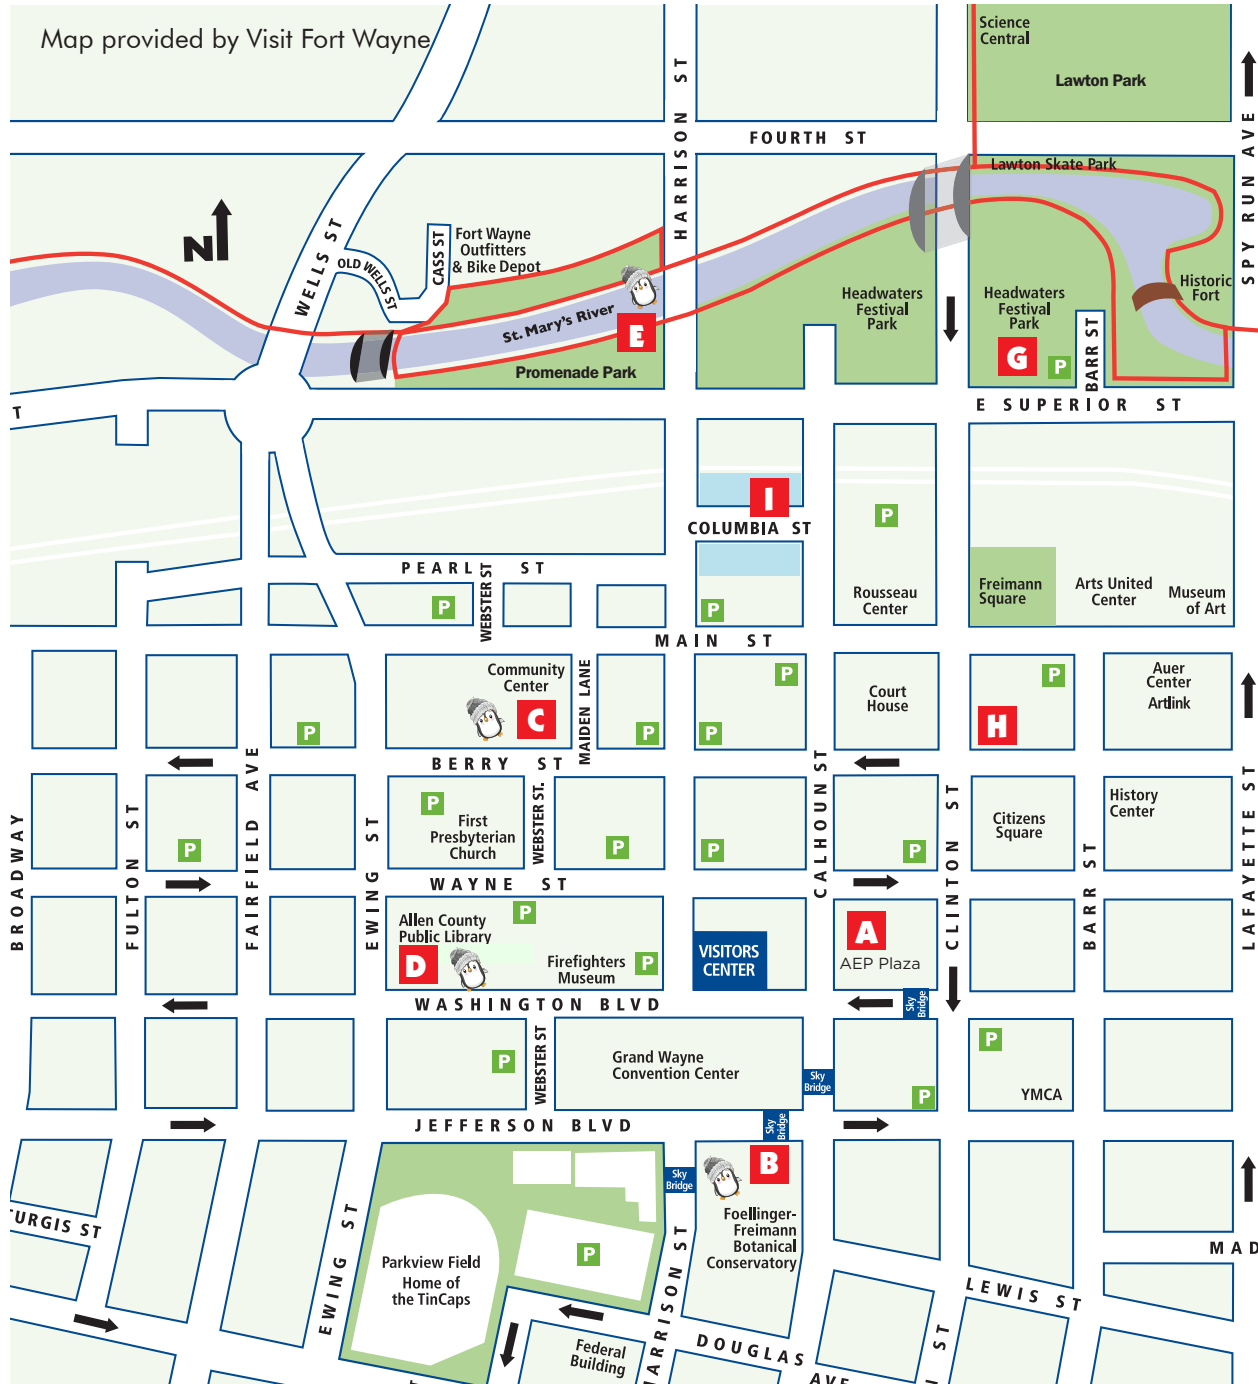 Map provided by Visit Fort Wayne
Science
Central
Lawton Park
HARRISON ST
FOURTH ST
SPY RUN AVE
Lawton Skate Park
N
WELLS ST
OLD WELLS ST
CASS ST
Fort Wayne
Outfitters
& Bike Depot
St. Mary's River
E
Promenade Park
Headwaters
Festival
Park
Headwaters
Festival
Park
G
P
BARR ST
Historic
Fort
T
E SUPERIOR ST
I
COLUMBIA ST
P
PEARL ST
WEBSTER ST
P
P
Rousseau
Center
Freimann
Square
Arts United
Center
Museum
of Art
MAIN ST
Community
Center
C
MAIDEN LANE
P
P
P
P
Court
House
P
H
Auer
Center
Artlink
BERRY ST
BROADWAY
FULTON ST
FAIRFIELD AVE
EWING ST
P
P
First
Presbyterian
Church
WEBSTER ST.
P
P
CALHOUN ST
P
CLINTON ST
Citizens
Square
BARR ST
History
Center
LAFAYETTE ST
WAYNE ST
Allen County
Public Library
D
P
Firefighters
Museum
P
VISITORS
CENTER
A
AEP Plaza
WASHINGTON BLVD
Sky
Bridge
P
WEBSTER ST
Grand Wayne
Convention Center
Sky
Bridge
P
P
YMCA
JEFFERSON BLVD
Sky
Bridge
Sky
Bridge
B
Foellinger-
Freimann
Botanical
Conservatory
TURGIS ST
EWING ST
Parkview Field
Home of
the TinCaps
P
HARRISON ST
MAD
LEWIS ST
Federal
Building
DOUGLAS AVE
ST